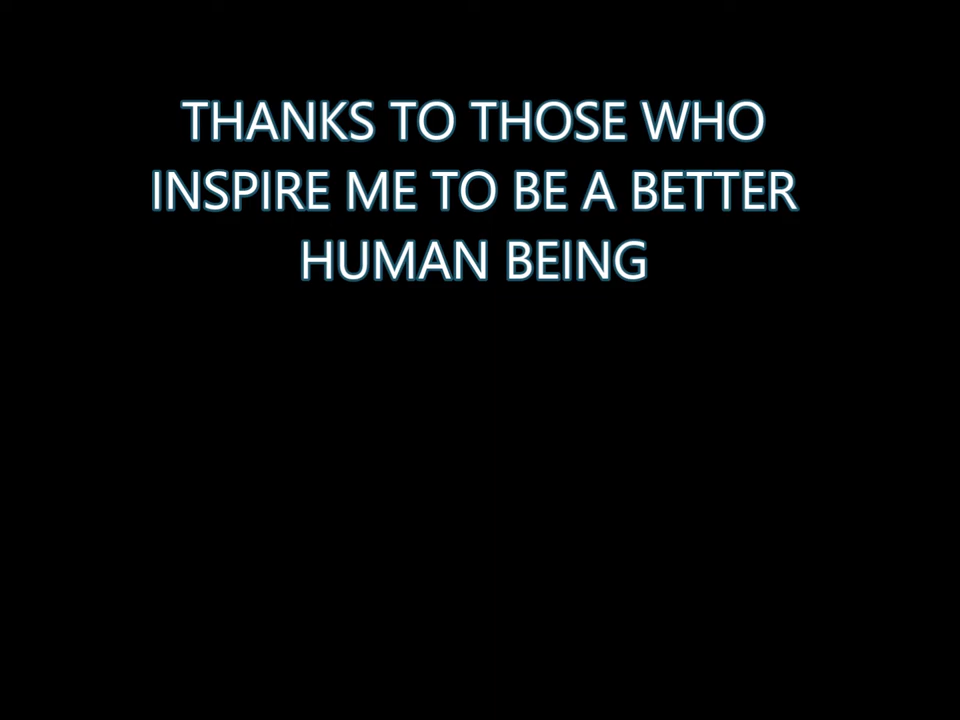 THANKS TO THOSE WHO
INSPIRE ME TO BE A BETTER
HUMAN BEING